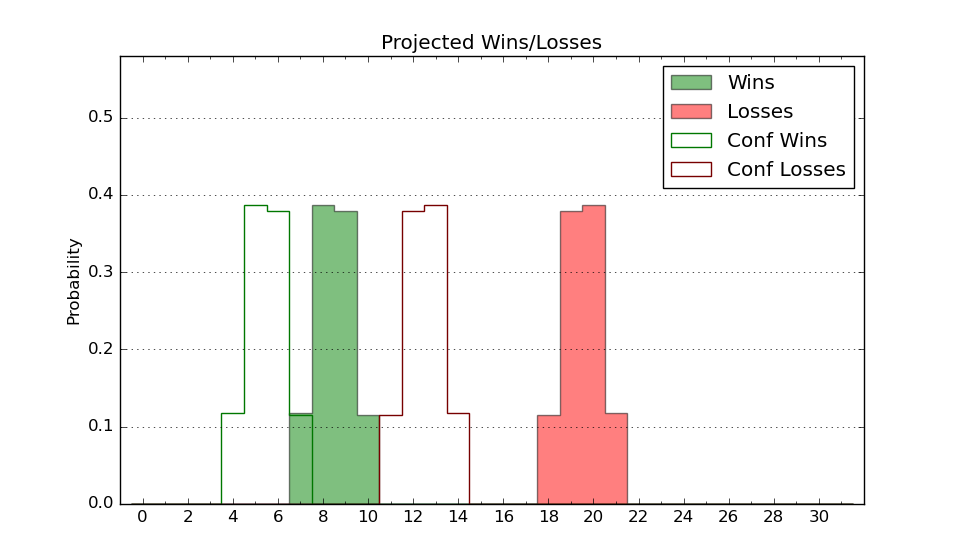 Projected Wins/Losses
Wins
Losses
Conf Wins
Conf Losses
Probability
0.5
0.4
0.3
0.2
0.1
0.0
0 2 4 6 8 10 12 14 16 18 20 22 24 26 28 30